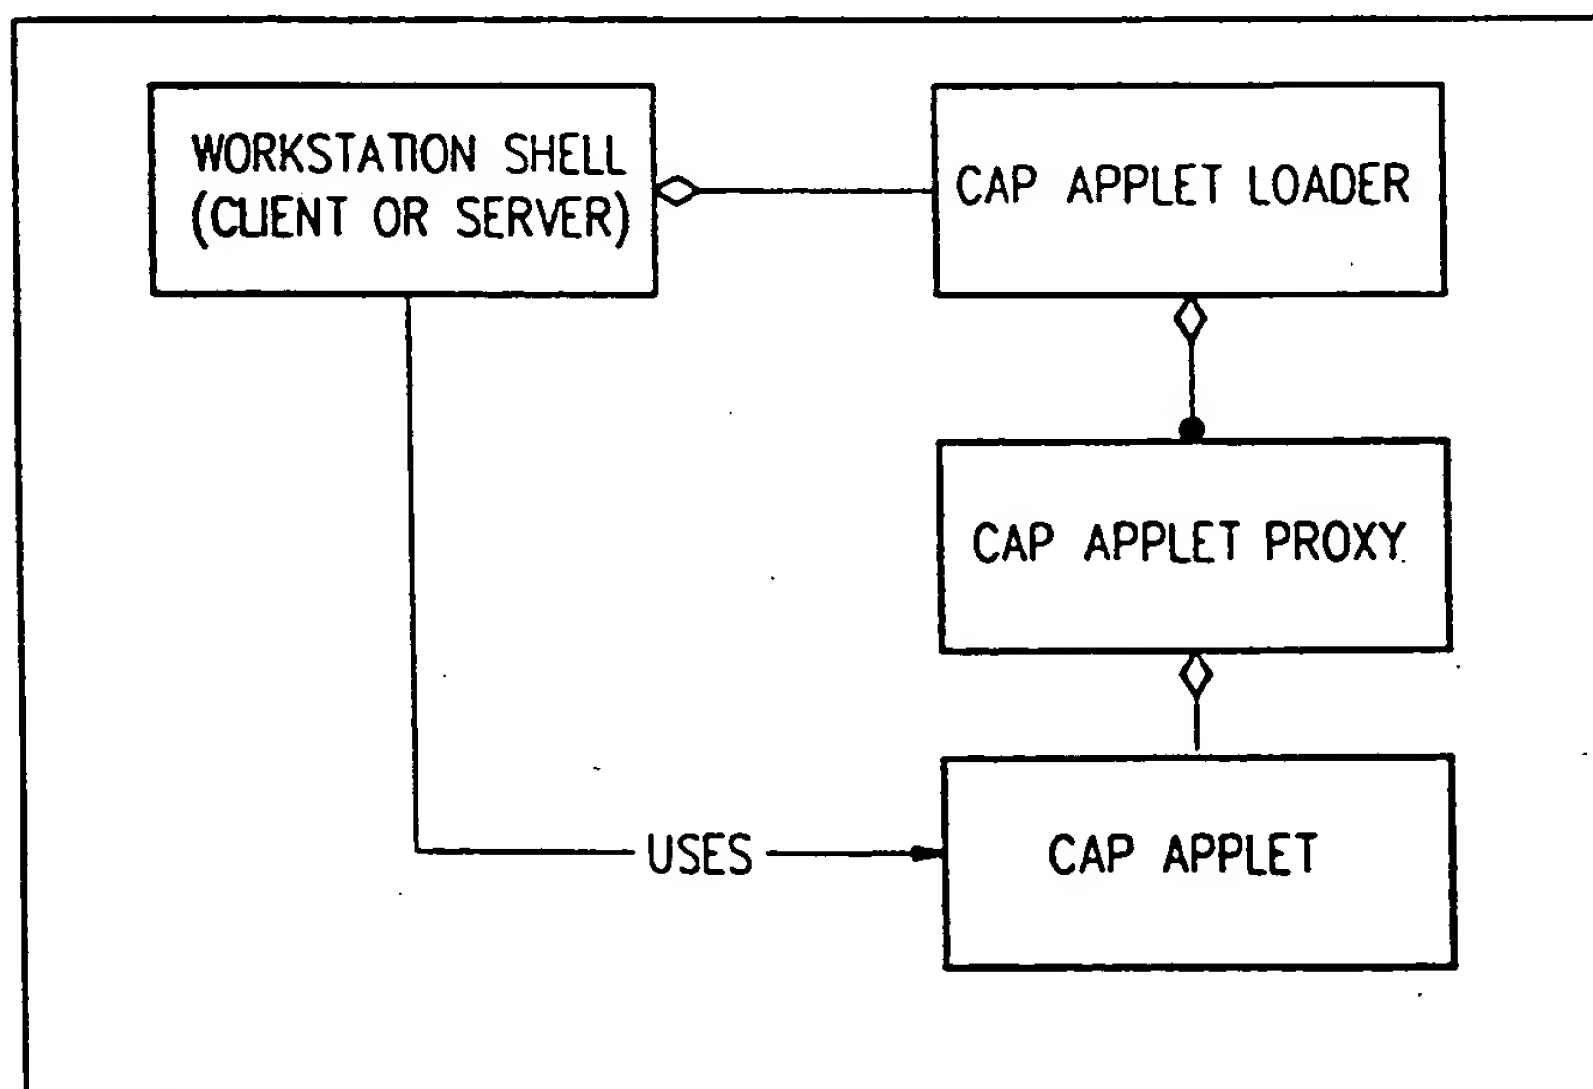 WORKSTATION SHELL
(CLIENT OR SERVER)
CAP APPLET LOADER
CAP APPLET PROXY
USES
CAP APPLET